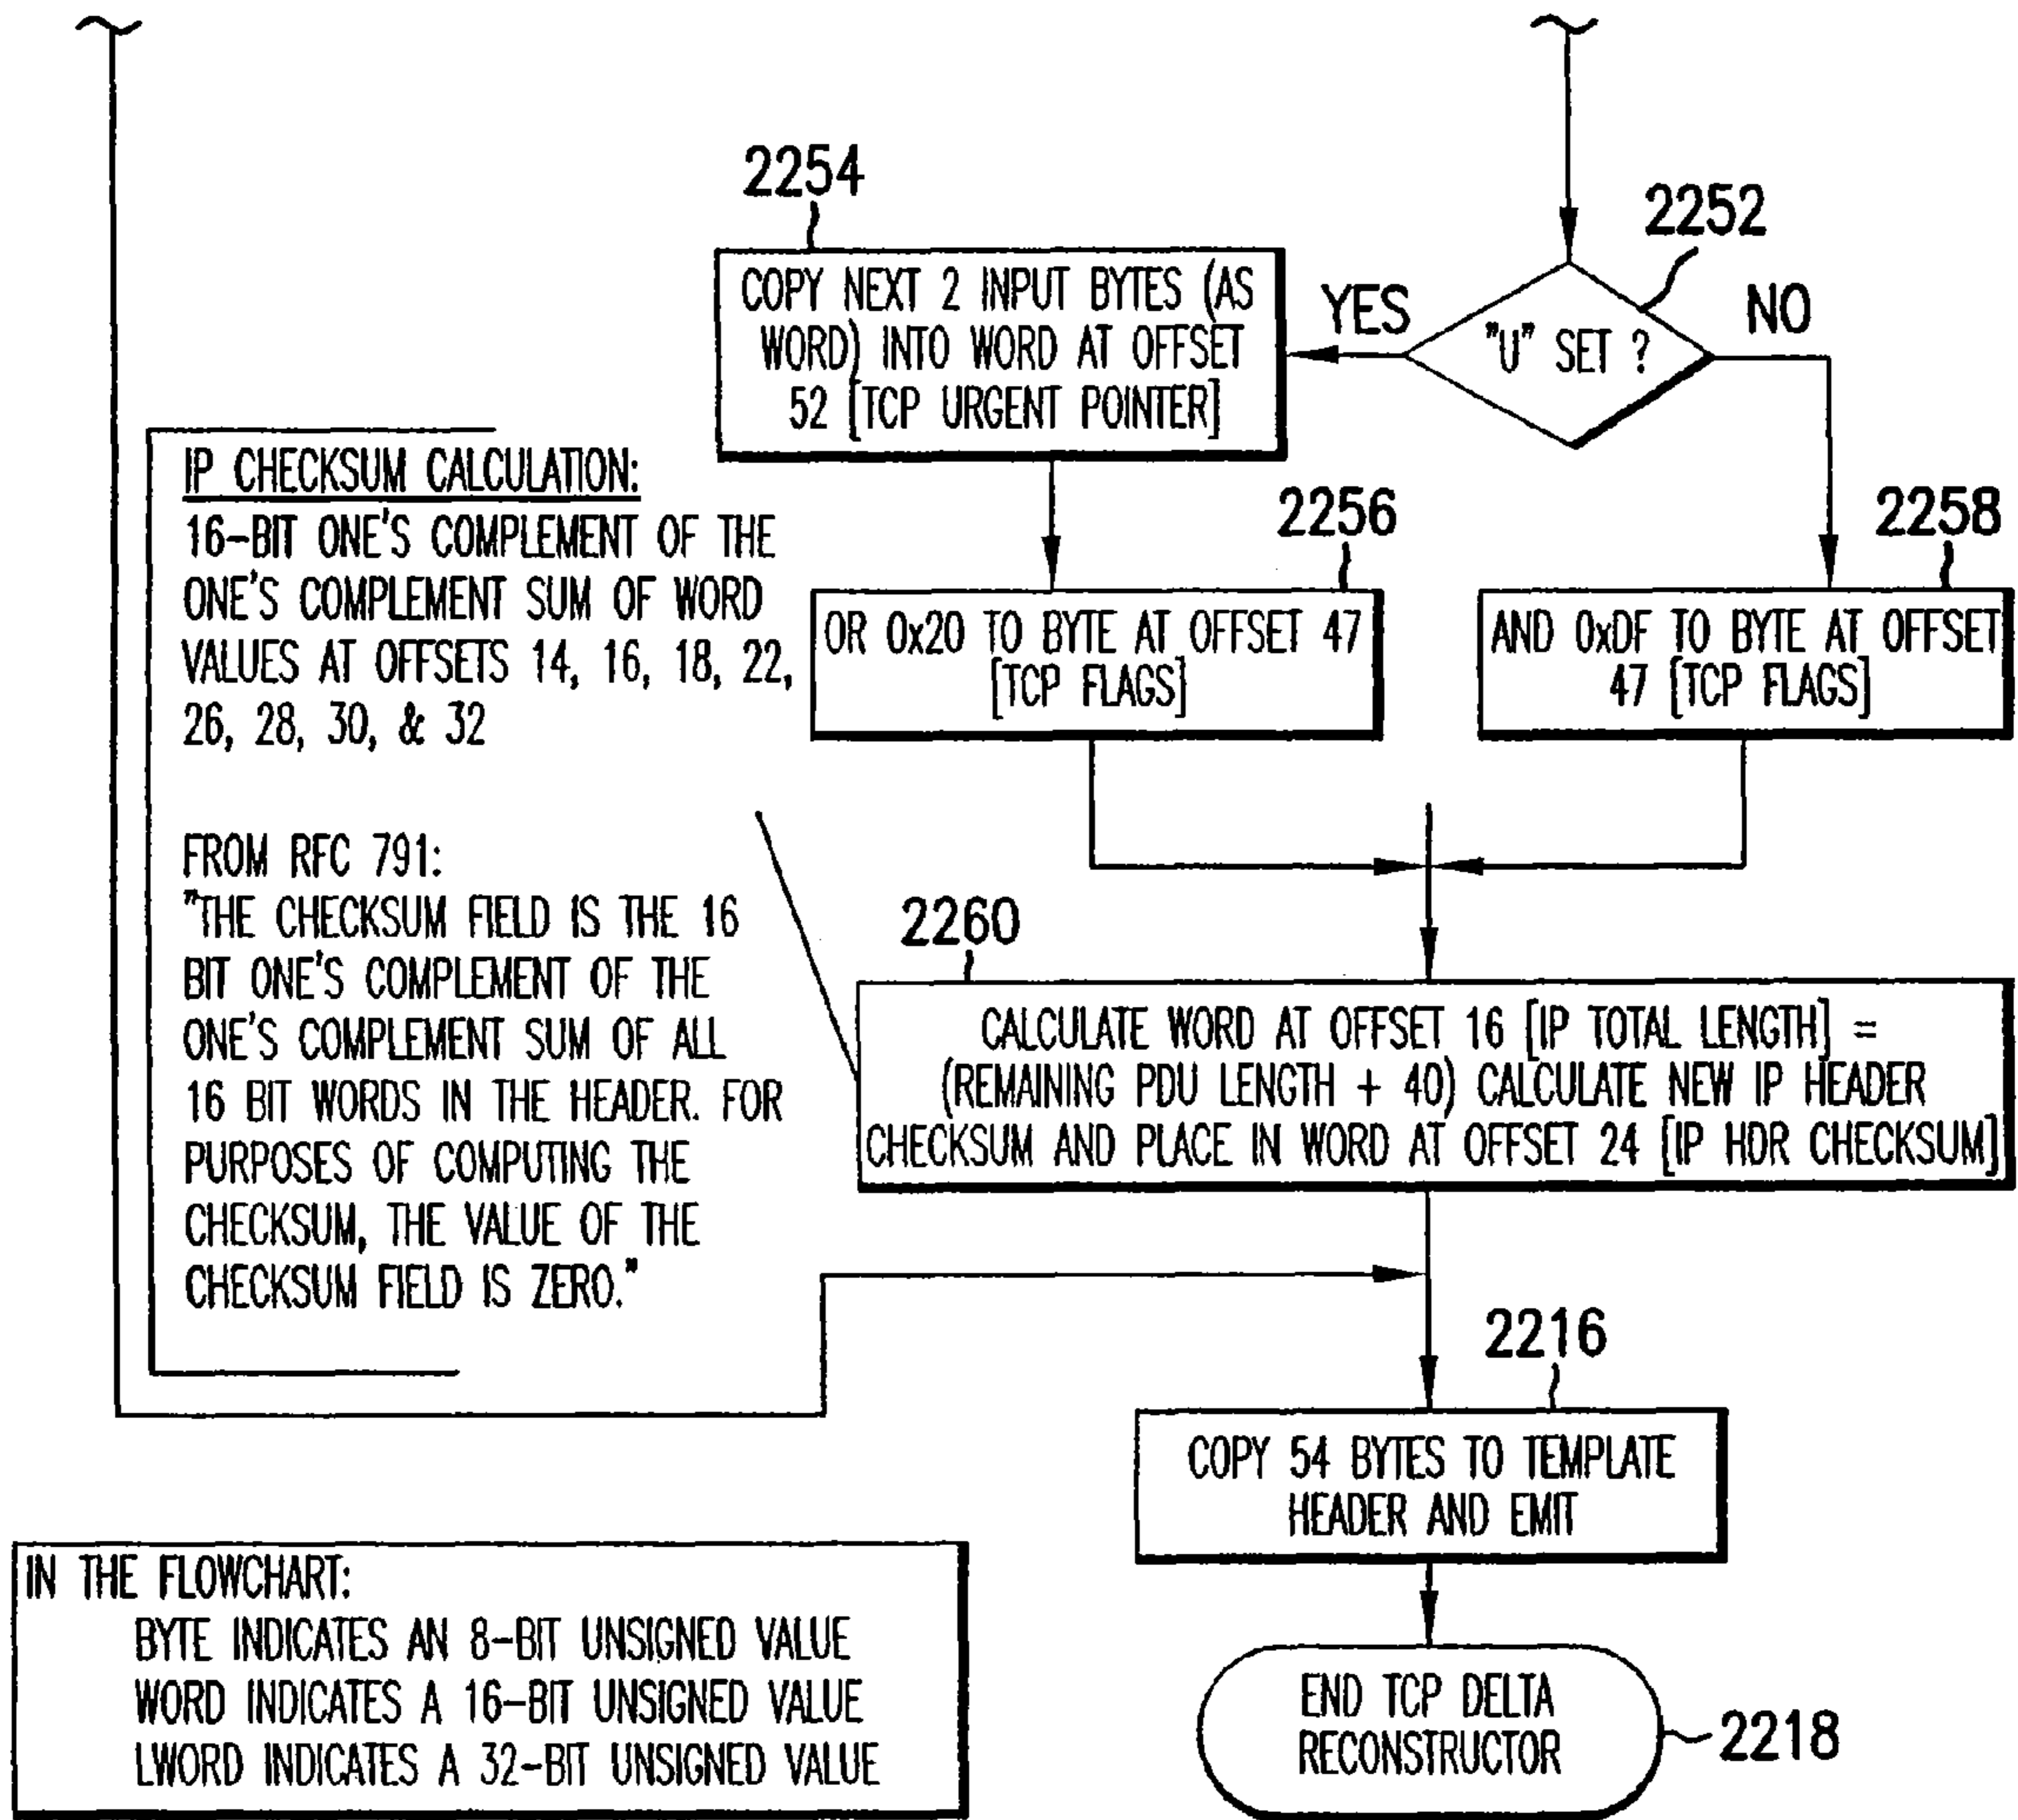 2254
2252
COPY NEXT 2 INPUT BYTES (AS
WORD) INTO WORD AT OFFSET
52 [TCP URGENT POINTER]
YES
"U" SET ?
NO
IP CHECKSUM CALCULATION:
16-BIT ONE'S COMPLEMENT OF THE
ONE'S COMPLEMENT SUM OF WORD
VALUES AT OFFSETS 14, 16, 18, 22,
26, 28, 30, & 32
2256
OR 0x20 TO BYTE AT OFFSET 47
[TCP FLAGS]
2258
AND 0xDF TO BYTE AT OFFSET
47 [TCP FLAGS]
FROM RFC 791:
"THE CHECKSUM FIELD IS THE 16
BIT ONE'S COMPLEMENT OF THE
ONE'S COMPLEMENT SUM OF ALL
16 BIT WORDS IN THE HEADER. FOR
PURPOSES OF COMPUTING THE
CHECKSUM, THE VALUE OF THE
CHECKSUM FIELD IS ZERO."
2260
CALCULATE WORD AT OFFSET 16 [IP TOTAL LENGTH] =
(REMAINING PDU LENGTH + 40) CALCULATE NEW IP HEADER
CHECKSUM AND PLACE IN WORD AT OFFSET 24 [IP HDR CHECKSUM]
2216
COPY 54 BYTES TO TEMPLATE
HEADER AND EMIT
IN THE FLOWCHART:
BYTE INDICATES AN 8-BIT UNSIGNED VALUE
WORD INDICATES A 16-BIT UNSIGNED VALUE
LWORD INDICATES A 32-BIT UNSIGNED VALUE
END TCP DELTA
RECONSTRUCTOR
2218